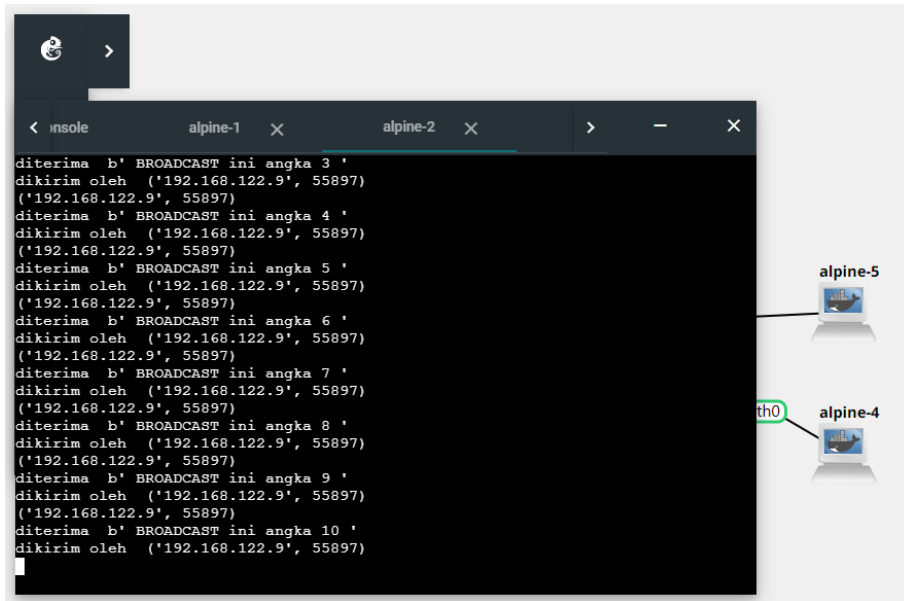 onsole alpine-1 alpine-2
diterima b' BROADCAST ini angka 3 '
dikirim oleh ('192.168.122.9', 55897)
('192.168.122.9', 55897)
diterima b' BROADCAST ini angka 4 '
dikirim oleh ('192.168.122.9', 55897)
('192.168.122.9', 55897)
diterima b' BROADCAST ini angka 5 '
dikirim oleh ('192.168.122.9', 55897)
('192.168.122.9', 55897)
diterima b' BROADCAST ini angka 6 '
dikirim oleh ('192.168.122.9', 55897)
('192.168.122.9', 55897)
diterima b' BROADCAST ini angka 7 '
dikirim oleh ('192.168.122.9', 55897)
('192.168.122.9', 55897)
diterima b' BROADCAST ini angka 8 '
dikirim oleh ('192.168.122.9', 55897)
('192.168.122.9', 55897)
diterima b' BROADCAST ini angka 9 '
dikirim oleh ('192.168.122.9', 55897)
('192.168.122.9', 55897)
diterima b' BROADCAST ini angka 10 '
dikirim oleh ('192.168.122.9', 55897)
alpine-5
th0 alpine-4